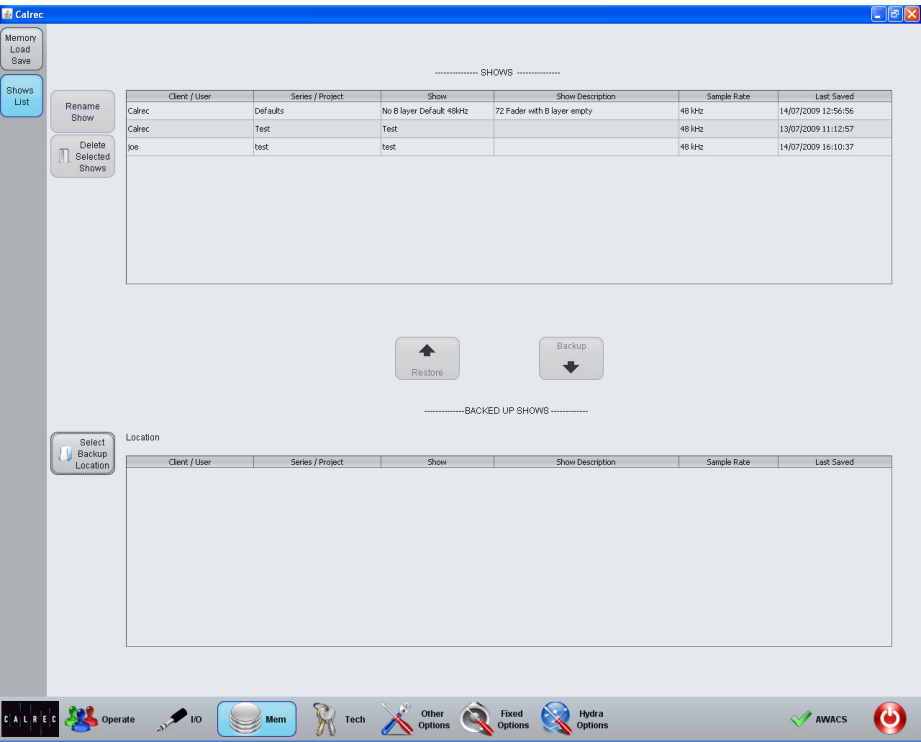 Calrec
Memory
Load
Save
Shows
List
--------------- SHOWS ---------------
Rename
Show
Delete
Selected
Shows
Client / User Series / Project Show Show Description Sample Rate Last Saved
Calrec Defaults No B layer Default 48kHz 72 Fader with B layer empty 48 kHz 14/07/2009 12:56:56
Calrec Test Test 48 kHz 13/07/2009 11:12:57
joe test test 48 kHz 14/07/2009 16:10:37
Restore
Backup
--------------BACKED UP SHOWS -------------
Select
Backup
Location
Location
Client / User Series / Project Show Show Description Sample Rate Last Saved
CALREC
Operate
I/O
Mem
Tech
Other
Options
Fixed
Options
Hydra
Options
AWACS